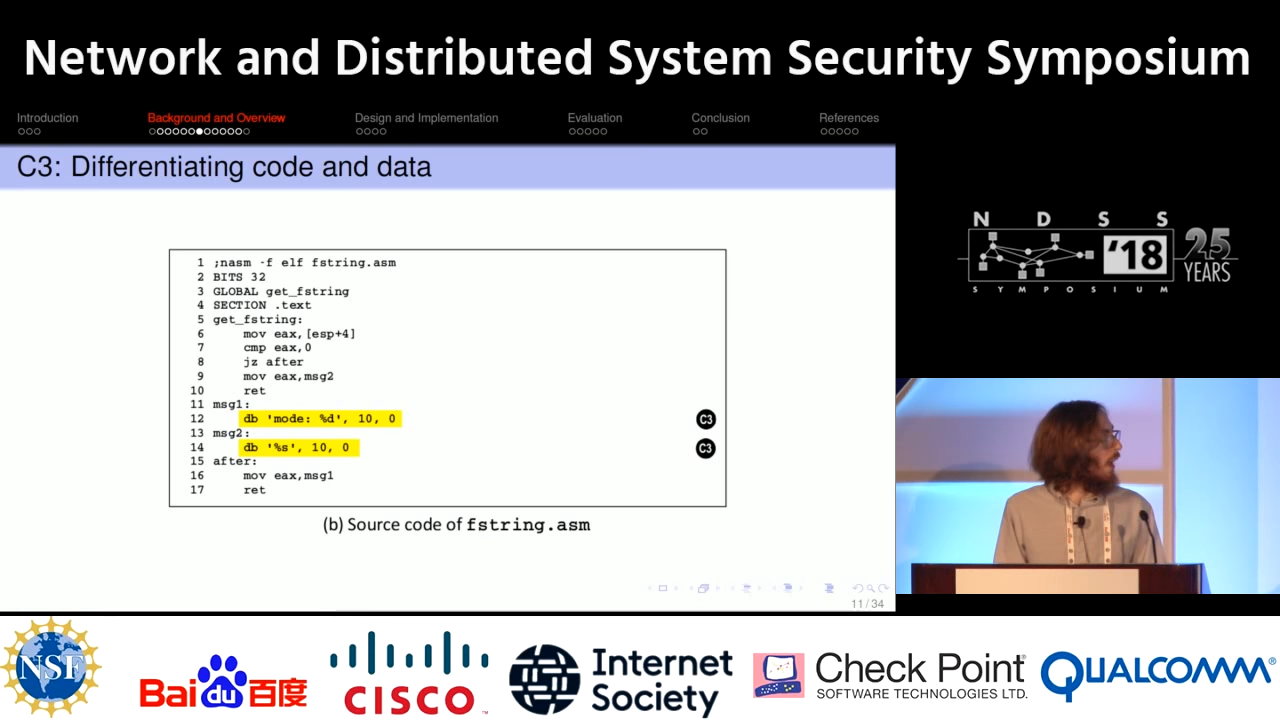 Network and Distributed System Security Symposium
Introduction
Background and Overview
Design and Implementation
Evaluation
Conclusion
References
C3: Differentiating code and data
1 ;nasm -f elf fstring.asm
2 BITS 32
3 GLOBAL get_fstring
4 SECTION .text
5 get_fstring:
6 mov eax,[esp+4]
7 cmp eax,0
8 jz after
9 mov eax,msg2
10 ret
11 msg1:
12 db 'mode: %d', 10, 0 C3
13 msg2:
14 db '%s', 10, 0 C3
15 after:
16 mov eax,msg1
17 ret
(b) Source code of fstring.asm
11 / 34
N D S S
'18
25
YEARS
S Y M P O S I U M
NSF
Baidu百度
CISCO
Internet
Society
Check Point
SOFTWARE TECHNOLOGIES LTD.
QUALCOMM®